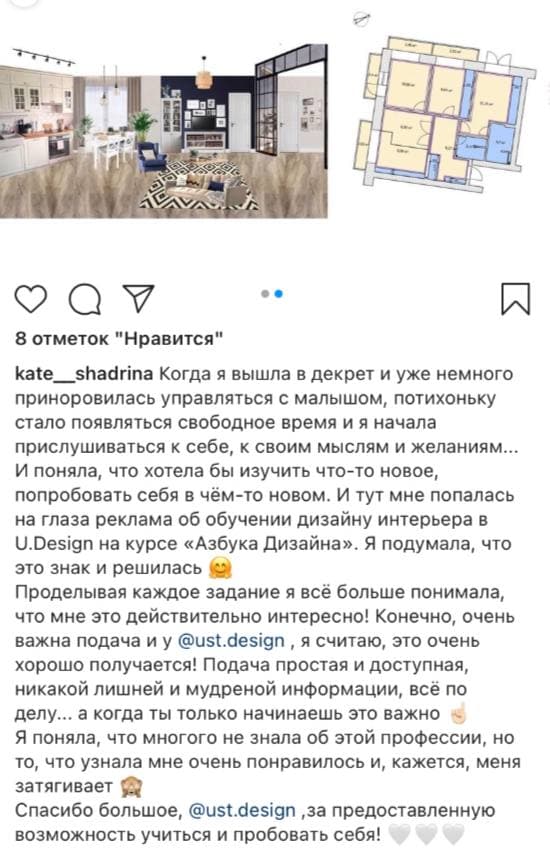 8 отметок "Нравится"
kate__shadrina Когда я вышла в декрет и уже немного
приноровилась управляться с малышом, потихоньку
стало появляться свободное время и я начала
прислушиваться к себе, к своим мыслям и желаниям...
И поняла, что хотела бы изучить что-то новое,
попробовать себя в чём-то новом. И тут мне попалась
на глаза реклама об обучении дизайну интерьера в
U.Design на курсе «Азбука Дизайна». Я подумала, что
это знак и решилась 🤗
Проделывая каждое задание я всё больше понимала,
что мне это действительно интересно! Конечно, очень
важна подача и у @ust.design , я считаю, это очень
хорошо получается! Подача простая и доступная,
никакой лишней и мудреной информации, всё по
делу... а когда ты только начинаешь это важно ☝🏻
Я поняла, что многого не знала об этой профессии, но
то, что узнала мне очень понравилось и, кажется, меня
затягивает 🙈
Спасибо большое, @ust.design ,за предоставленную
возможность учиться и пробовать себя! 🤍🤍🤍